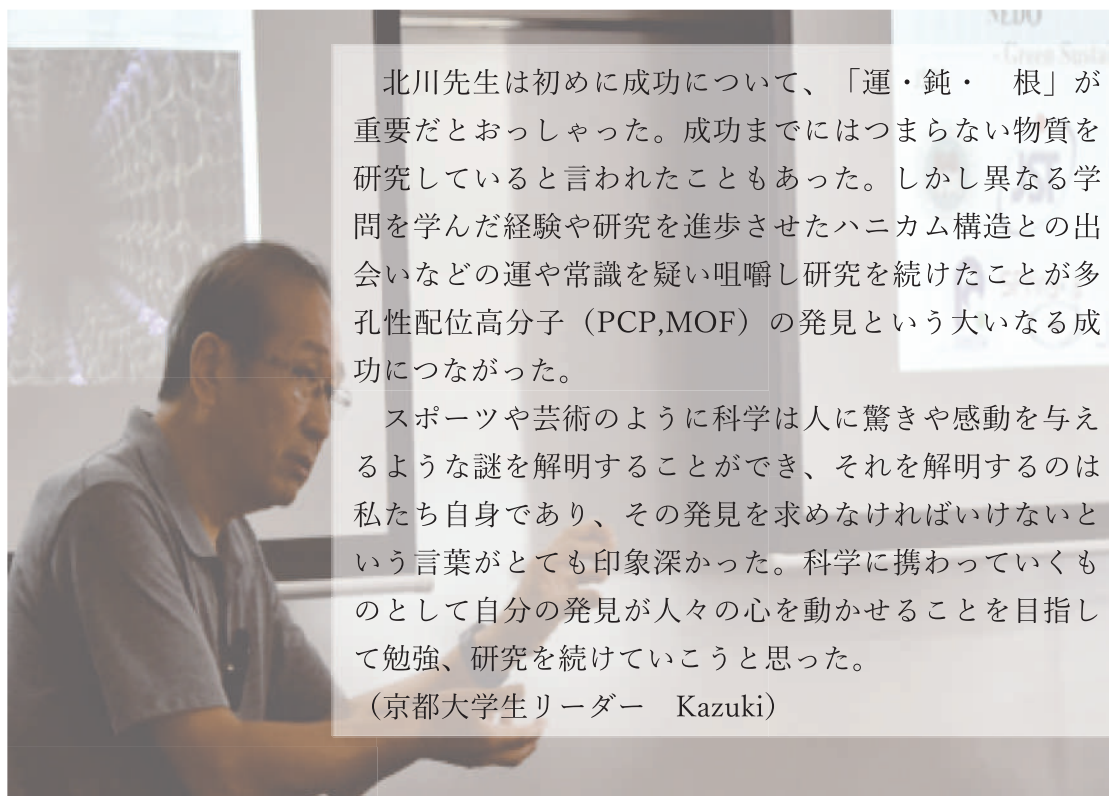 NEDO
- Green Susta
北川先生は初めに成功について、「運・鈍・　根」が
重要だとおっしゃった。成功までにはつまらない物質を
研究していると言われたこともあった。しかし異なる学
問を学んだ経験や研究を進歩させたハニカム構造との出
会いなどの運や常識を疑い咀嚼し研究を続けたことが多
孔性配位高分子（PCP,MOF）の発見という大いなる成
功につながった。
スポーツや芸術のように科学は人に驚きや感動を与え
るような謎を解明することができ、それを解明するのは
私たち自身であり、その発見を求めなければいけないと
いう言葉がとても印象深かった。科学に携わっていくも
のとして自分の発見が人々の心を動かせることを目指し
て勉強、研究を続けていこうと思った。
（京都大学生リーダー　Kazuki）